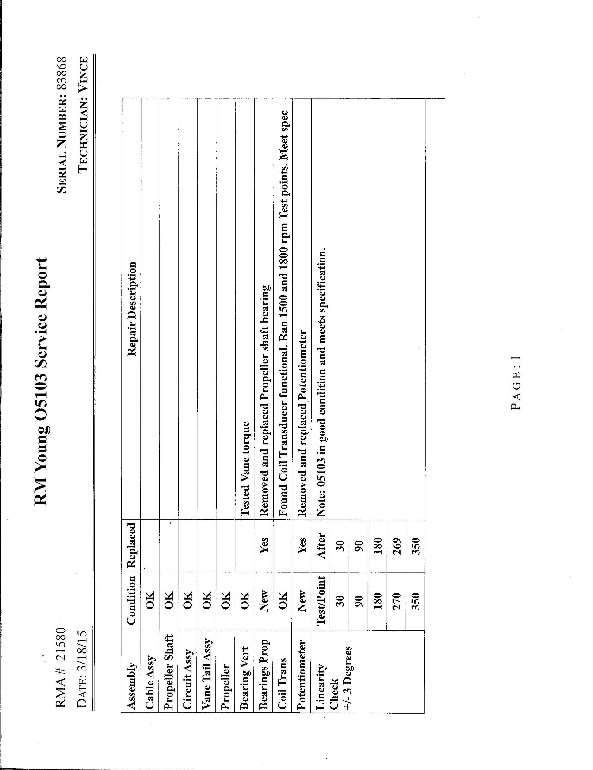 RM Young O5103 Service Report
RMA # 21580 SERIAL NUMBER: 83868
DATE: 3/18/15 TECHNICIAN: VINCE
Assembly Condition Replaced Repair Description
Cable Assy OK
Propeller Shaft OK
Circuit Assy OK
Vane Tail Assy OK
Propeller OK
Bearing Vert OK Tested Vane torque
Bearings Prop New Yes Removed and replaced Propeller shaft bearing
Coil Trans OK Found Coil Transducer functional. Ran 1500 and 1800 rpm Test points. Meet spec
Potentiometer New Yes Removed and replaced Potentiometer
Linearity Test/Point After Note: 05103 in good condition and meets specification.
Check 30 30
+/- 3 Degrees 90 90
180 180
270 269
350 350
PAGE: 1